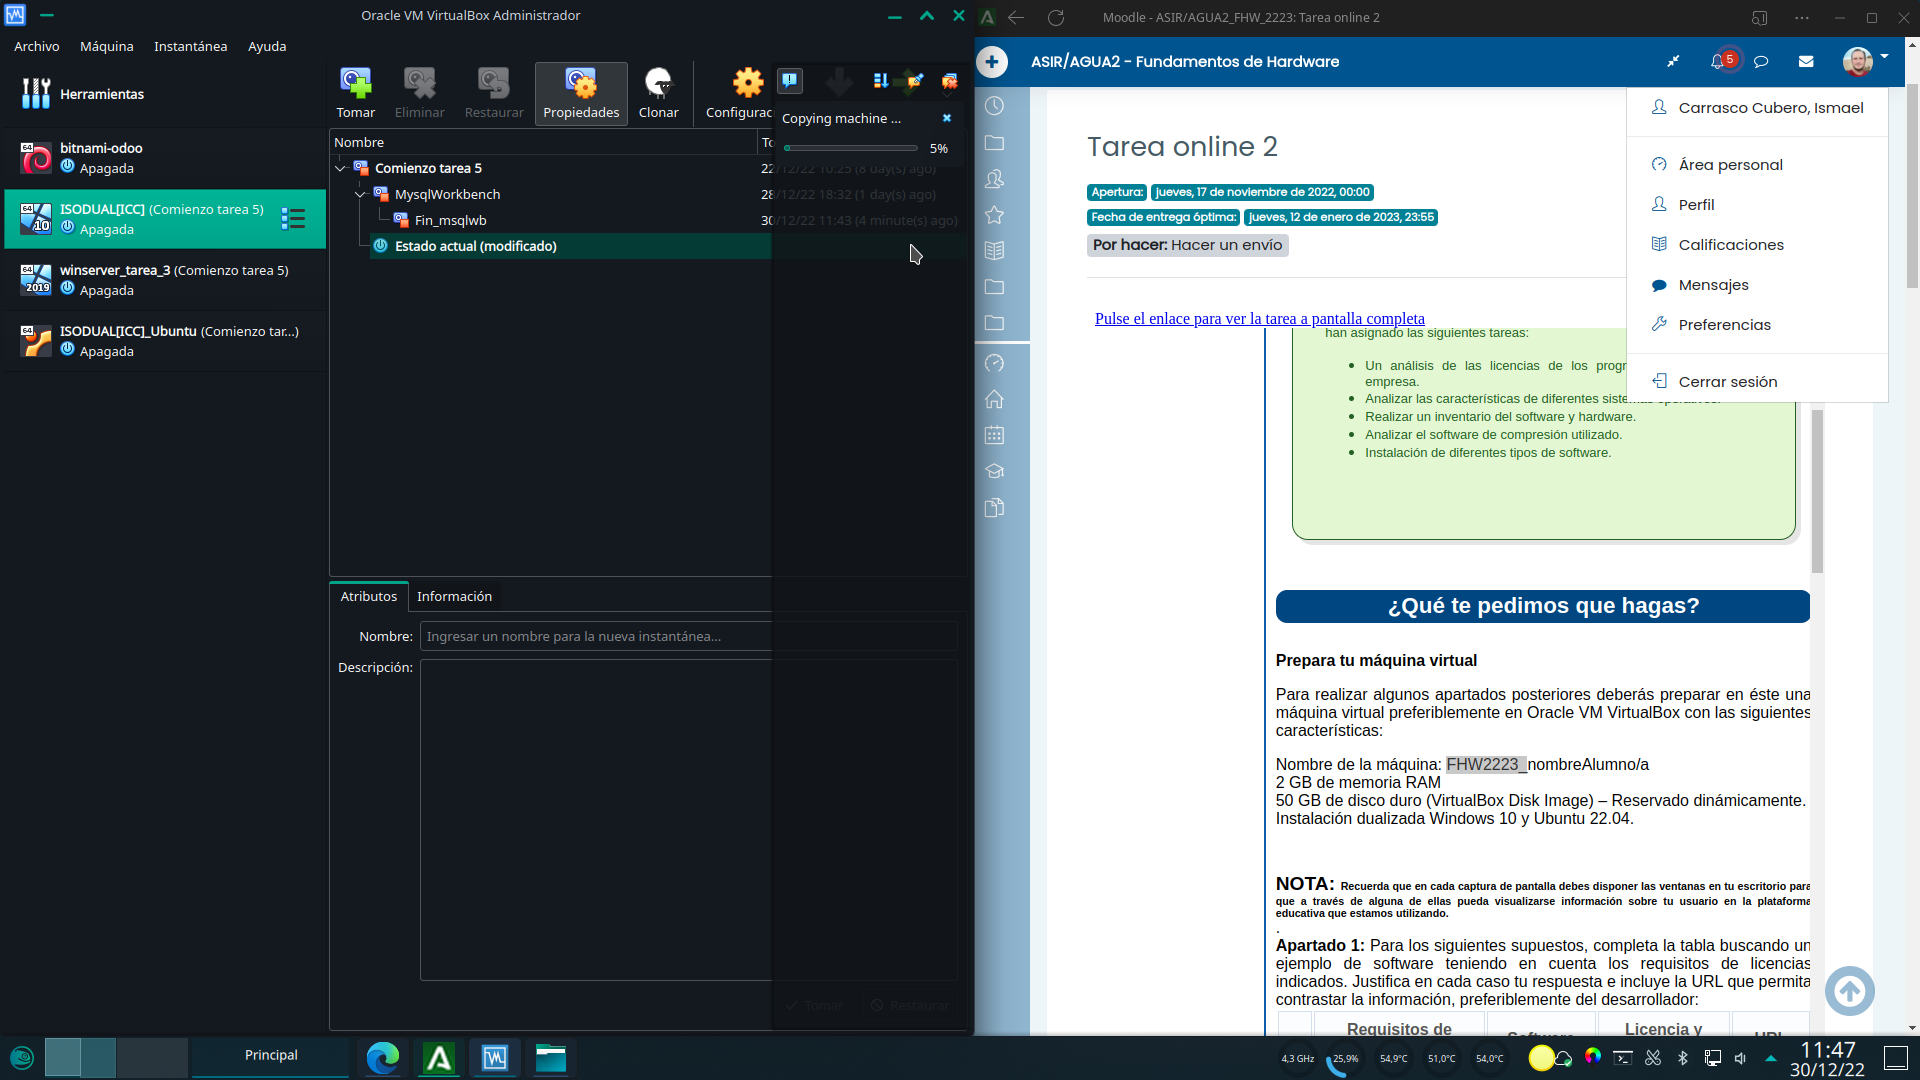 Oracle VM VirtualBox Administrador
Archivo Máquina Instantánea Ayuda
Herramientas
64
bitnami-odoo
Apagada
64
10
ISODUAL[ICC] (Comienzo tarea 5)
Apagada
64
2019
winserver_tarea_3 (Comienzo tarea 5)
Apagada
64
ISODUAL[ICC]_Ubuntu (Comienzo tar...)
Apagada
Tomar Eliminar Restaurar Propiedades Clonar Configurac
Copying machine ...
5%
Nombre To
Comienzo tarea 5 22/12/22 10:25 (8 day(s) ago)
MysqlWorkbench 28/12/22 18:32 (1 day(s) ago)
Fin_msqlwb 30/12/22 11:43 (4 minute(s) ago)
Estado actual (modificado)
Atributos Información
Nombre: Ingresar un nombre para la nueva instantánea...
Descripción:
Tomar Restaurar
Moodle - ASIR/AGUA2_FHW_2223: Tarea online 2
ASIR/AGUA2 - Fundamentos de Hardware
5
Carrasco Cubero, Ismael
Área personal
Perfil
Calificaciones
Mensajes
Preferencias
Cerrar sesión
Tarea online 2
Apertura: jueves, 17 de noviembre de 2022, 00:00
Fecha de entrega óptima: jueves, 12 de enero de 2023, 23:55
Por hacer: Hacer un envío
Pulse el enlace para ver la tarea a pantalla completa
han asignado las siguientes tareas:
• Un análisis de las licencias de los progr
empresa.
• Analizar las características de diferentes sistemas operativos.
• Realizar un inventario del software y hardware.
• Analizar el software de compresión utilizado.
• Instalación de diferentes tipos de software.
¿Qué te pedimos que hagas?
Prepara tu máquina virtual
Para realizar algunos apartados posteriores deberás preparar en éste una
máquina virtual preferiblemente en Oracle VM VirtualBox con las siguientes
características:
Nombre de la máquina: FHW2223_nombreAlumno/a
2 GB de memoria RAM
50 GB de disco duro (VirtualBox Disk Image) – Reservado dinámicamente.
Instalación dualizada Windows 10 y Ubuntu 22.04.
NOTA: Recuerda que en cada captura de pantalla debes disponer las ventanas en tu escritorio para
que a través de alguna de ellas pueda visualizarse información sobre tu usuario en la plataforma
educativa que estamos utilizando.
.
Apartado 1: Para los siguientes supuestos, completa la tabla buscando un
ejemplo de software teniendo en cuenta los requisitos de licencias
indicados. Justifica en cada caso tu respuesta e incluye la URL que permita
contrastar la información, preferiblemente del desarrollador:
Requisitos de Software Licencia y URL
Principal
4,3 GHz 25,9% 54,9°C 51,0°C 54,0°C
11:47
30/12/22